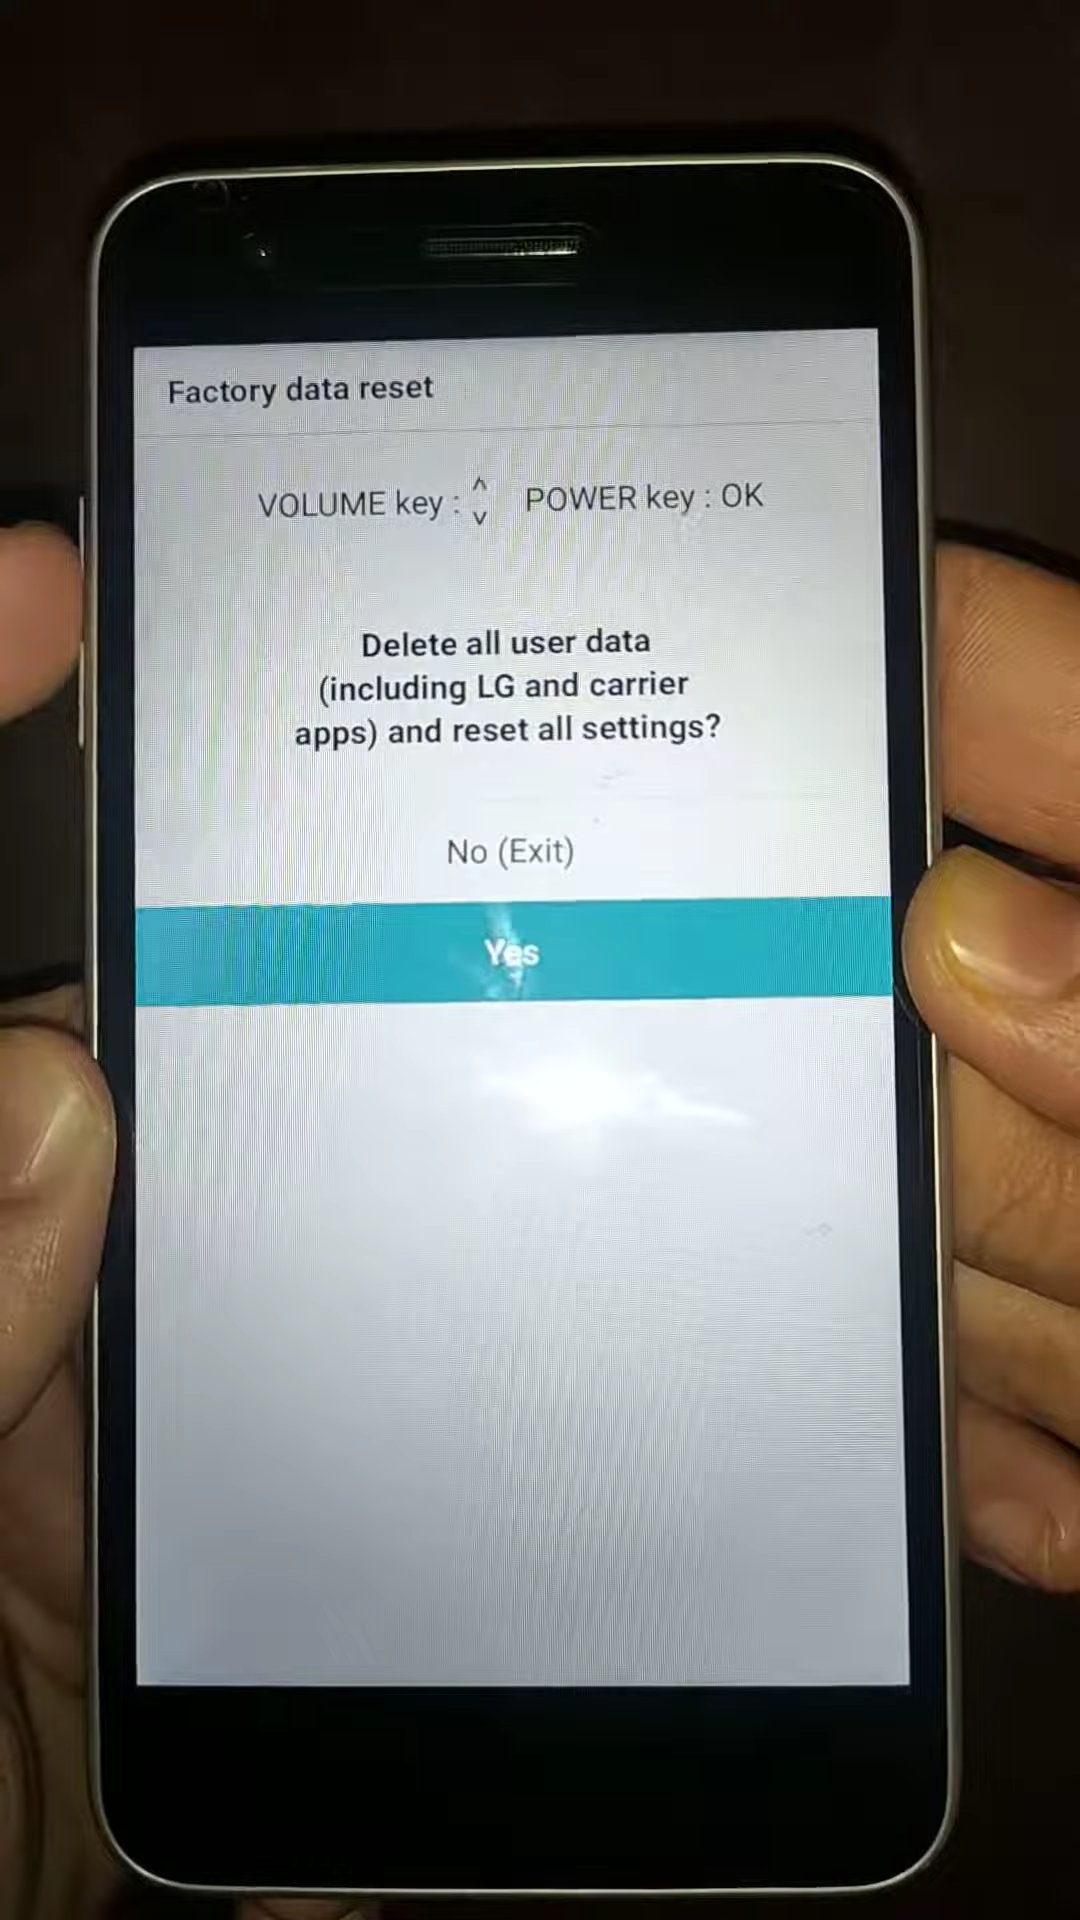 Factory data reset
VOLUME key : ^ v POWER key : OK
Delete all user data
(including LG and carrier
apps) and reset all settings?
No (Exit)
Yes